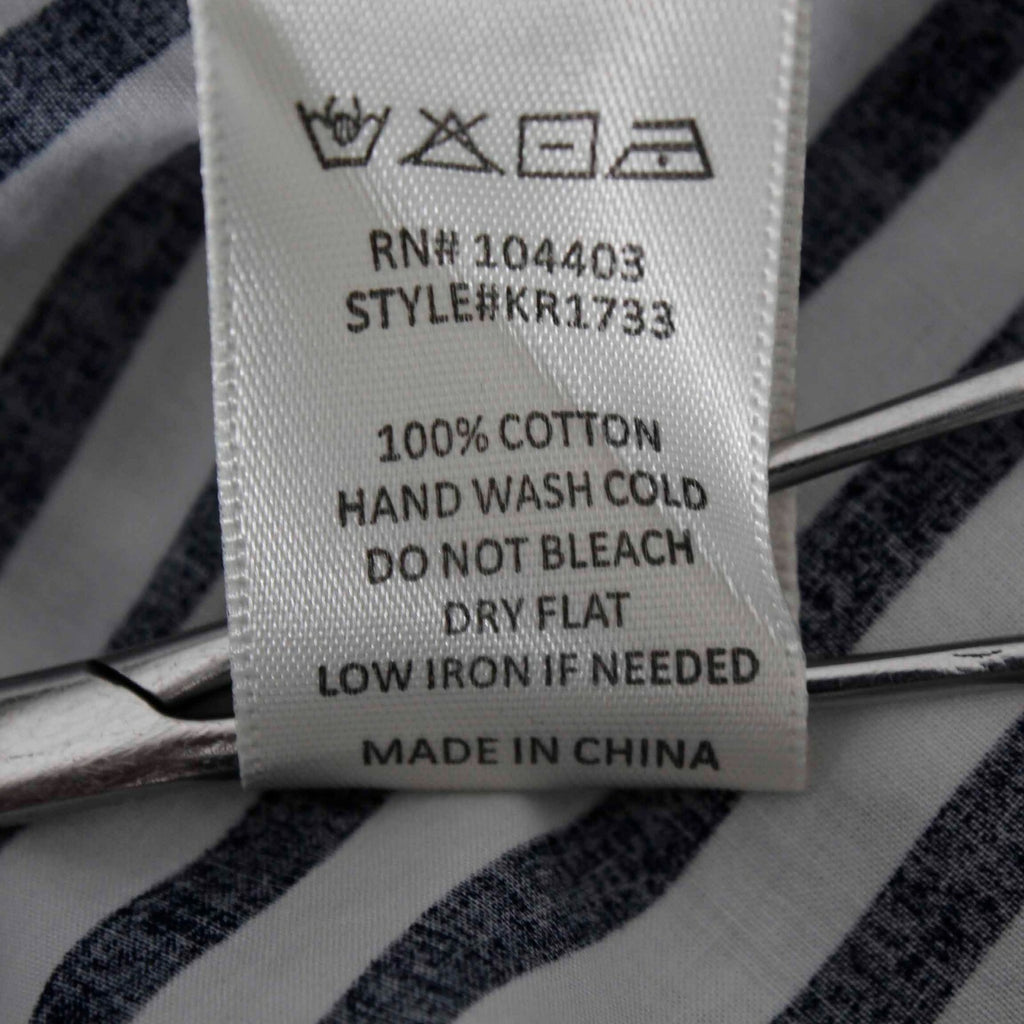 RN# 104403
STYLE#KR1733
100% COTTON
HAND WASH COLD
DO NOT BLEACH
DRY FLAT
LOW IRON IF NEEDED
MADE IN CHINA